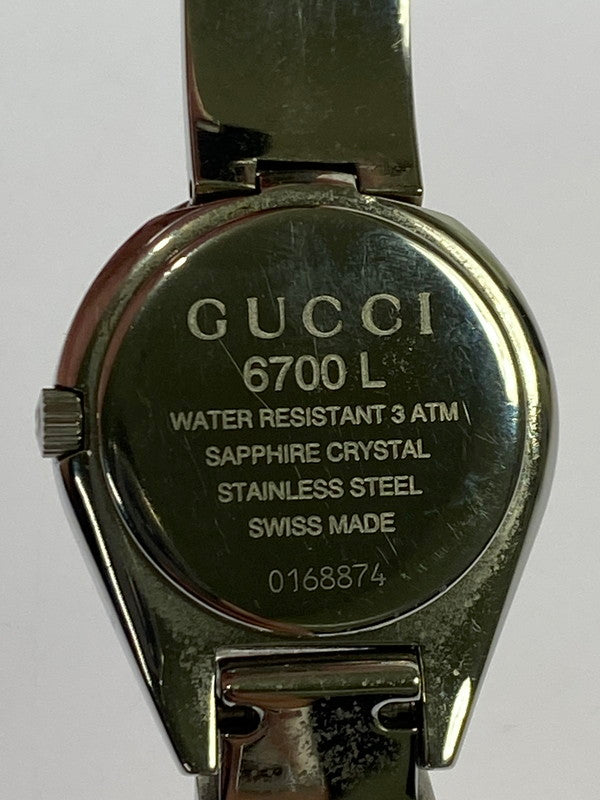 GUCCI
6700 L
WATER RESISTANT 3 ATM
SAPPHIRE CRYSTAL
STAINLESS STEEL
SWISS MADE
0168874